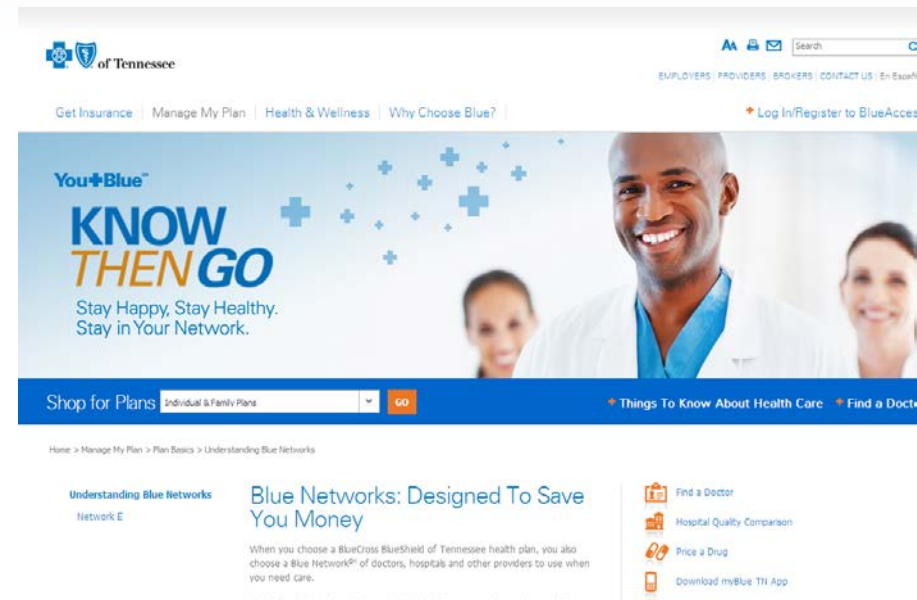 of Tennessee
Search
EMPLOYERS | PROVIDERS | BROKERS | CONTACT US | En Españ
Get Insurance | Manage My Plan | Health & Wellness | Why Choose Blue? |
Log In/Register to BlueAcces
You+Blue℠
KNOW
THEN GO
Stay Happy, Stay Healthy.
Stay in Your Network.
Shop for Plans Individual & Family Plans GO
Things To Know About Health Care Find a Docto
Home > Manage My Plan > Plan Basics > Understanding Blue Networks
Understanding Blue Networks
Network E
Blue Networks: Designed To Save
You Money
When you choose a BlueCross BlueShield of Tennessee health plan, you also
choose a Blue Network℠ of doctors, hospitals and other providers to use when
you need care.
Find a Doctor
Hospital Quality Comparison
Price a Drug
Download myBlue TN App